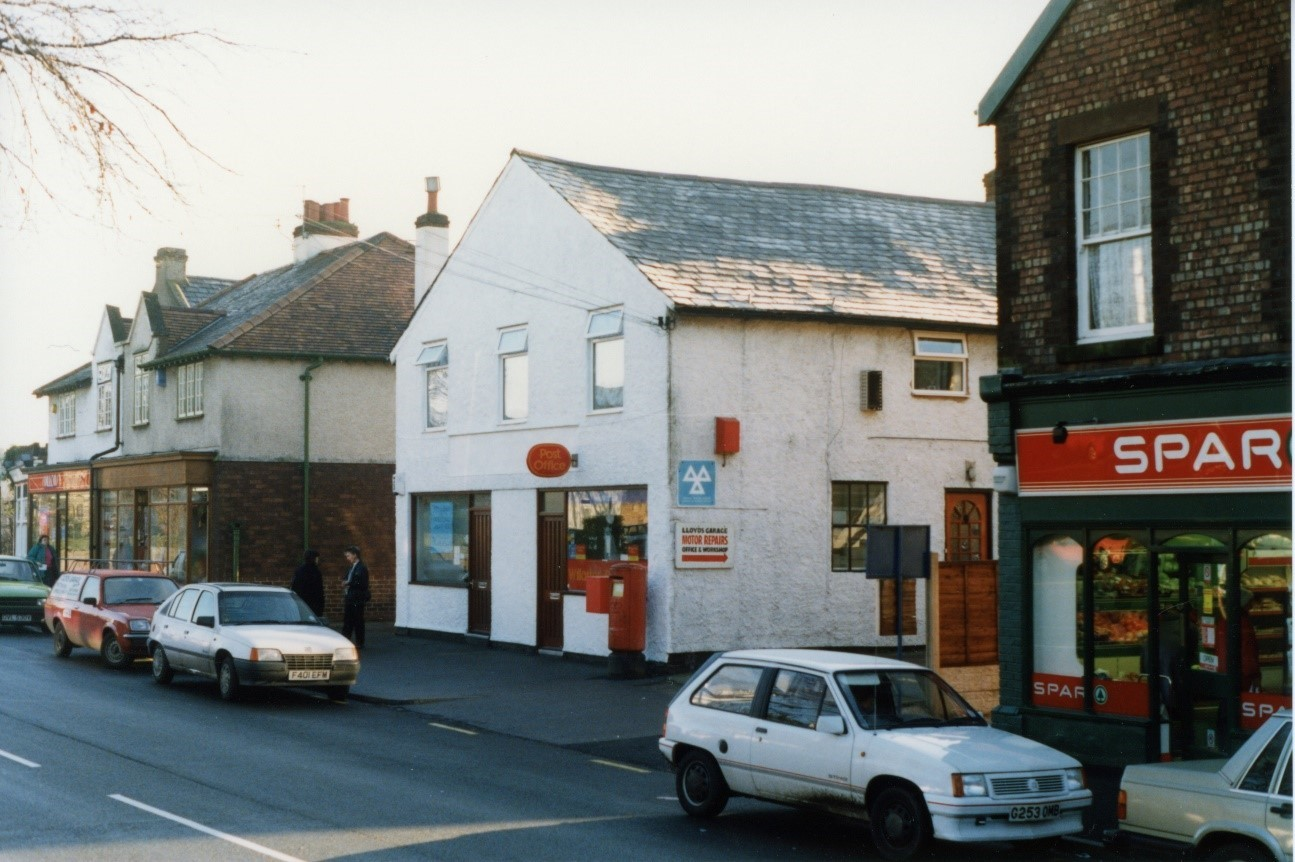 Post
Office
LLOYDS GARAGE
MOTOR REPAIRS
OFFICE & WORKSHOP
SPAR
SPAR
SPA
F401 EFM
G253 OMB